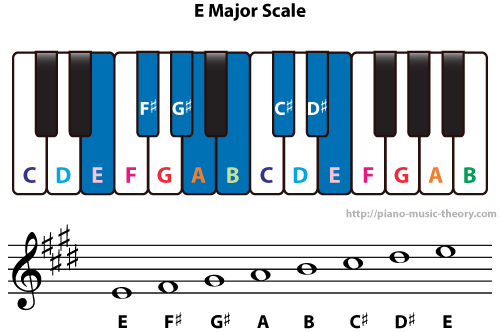 E Major Scale
F♯ G♯ C♯ D♯
C D E F G A B C D E F G A B
http://piano-music-theory.com
E F♯ G♯ A B C♯ D♯ E